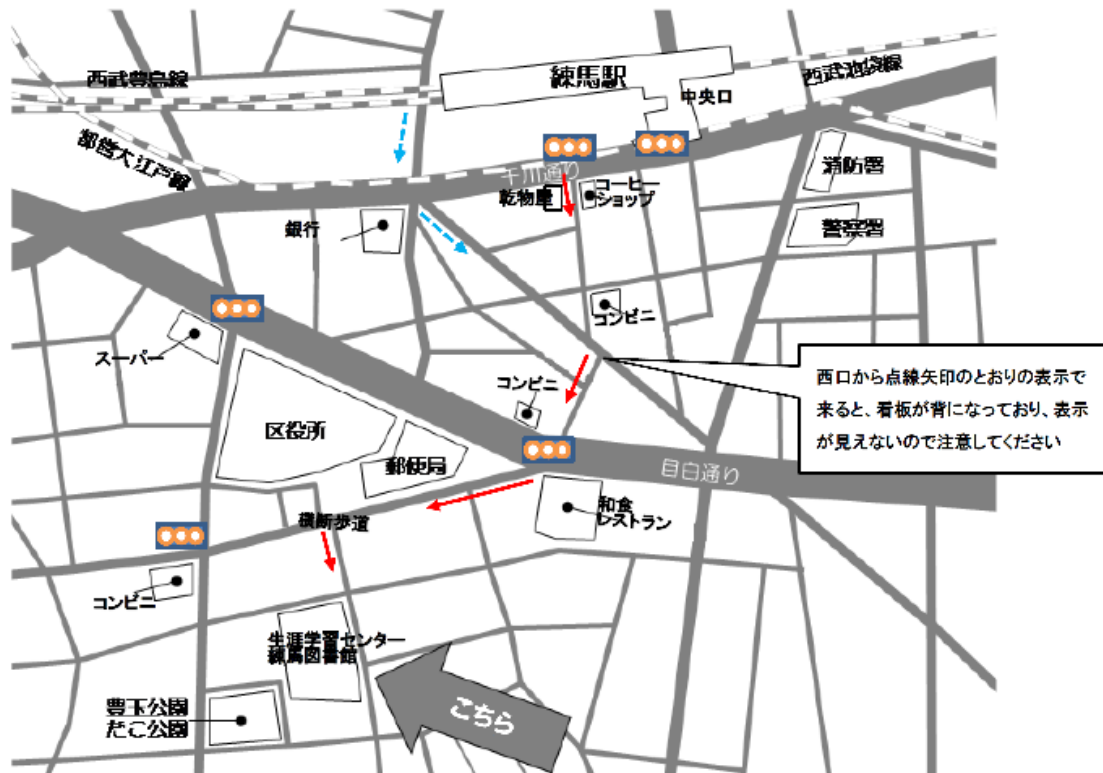 練馬駅
西武池袋線
西武豊島線
中央口
都営大江戸線
千川通り
消防署
コーヒー
ショップ
乾物屋
警察署
銀行
コンビニ
スーパー
西口から点線矢印のとおりの表示で
来ると、看板が背になっており、表示
が見えないので注意してください
コンビニ
区役所
郵便局
目白通り
和食
レストラン
横断歩道
コンビニ
生涯学習センター
練馬図書館
豊玉公園
たこ公園
こちら